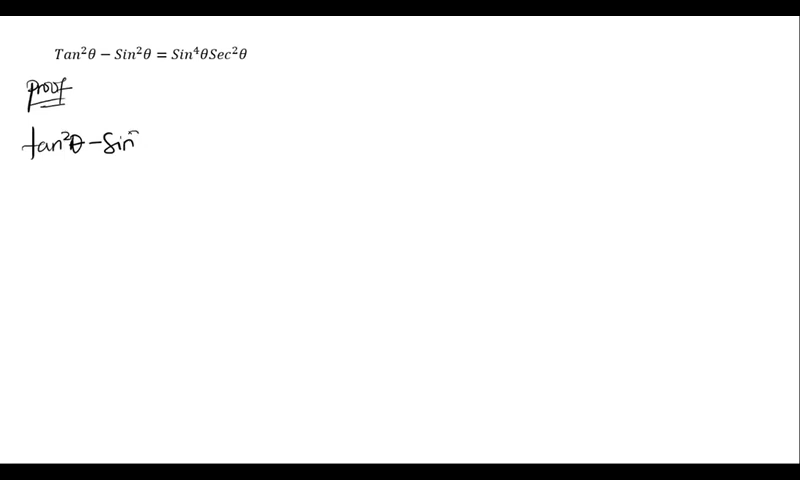 Tan²θ − Sin²θ = Sin⁴θSec²θ
proof
tan²θ − Sin